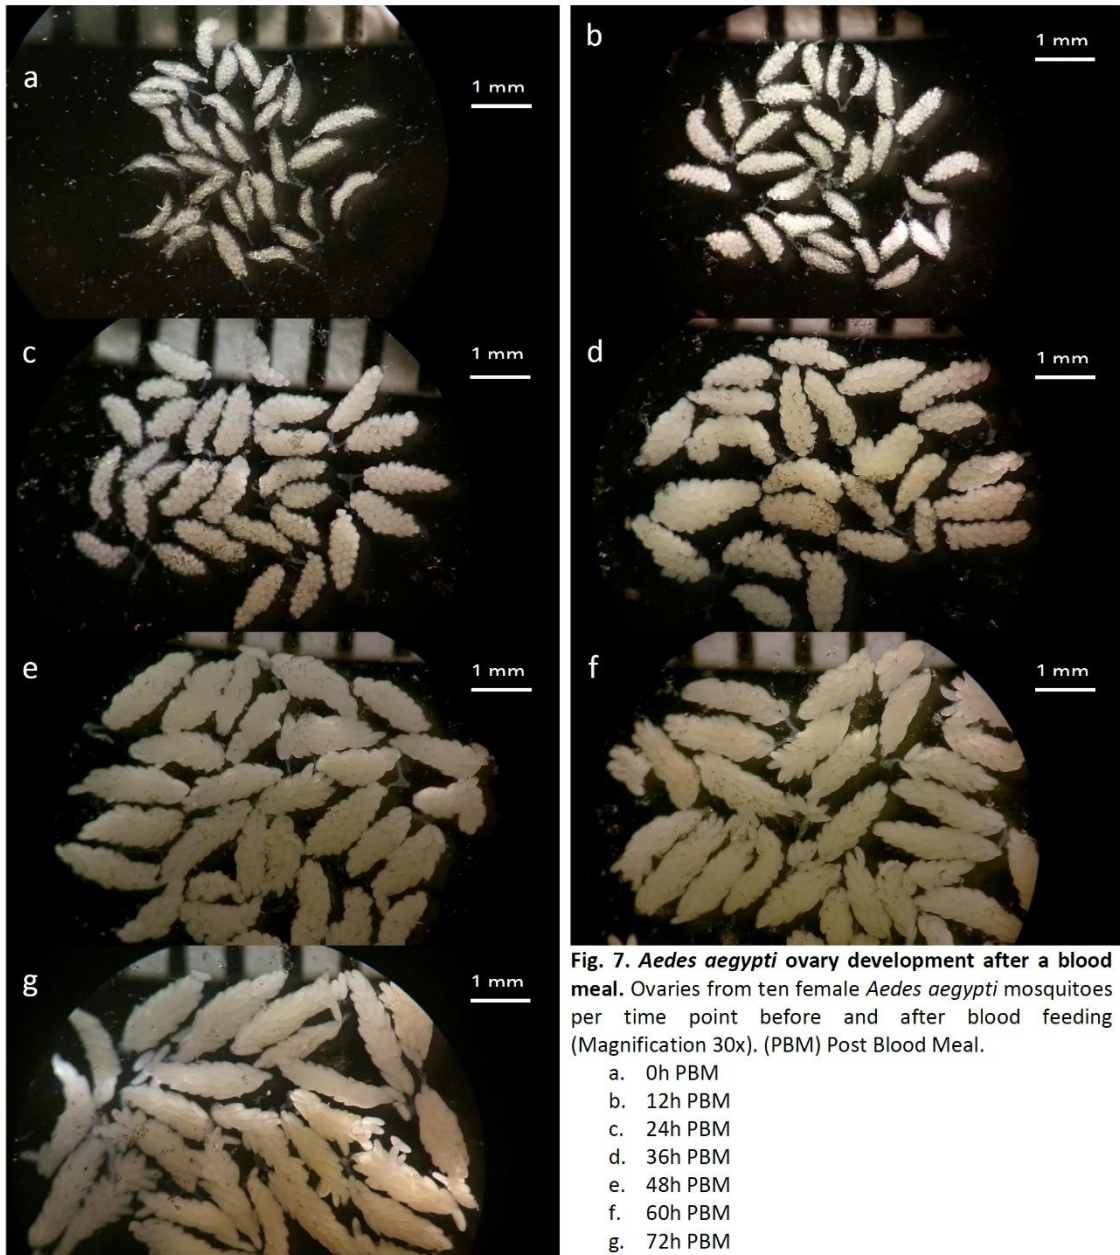 a
1 mm
b
1 mm
c
1 mm
d
1 mm
e
1 mm
f
1 mm
g
1 mm
Fig. 7. Aedes aegypti ovary development after a blood
meal. Ovaries from ten female Aedes aegypti mosquitoes
per time point before and after blood feeding
(Magnification 30x). (PBM) Post Blood Meal.
a. 0h PBM
b. 12h PBM
c. 24h PBM
d. 36h PBM
e. 48h PBM
f. 60h PBM
g. 72h PBM